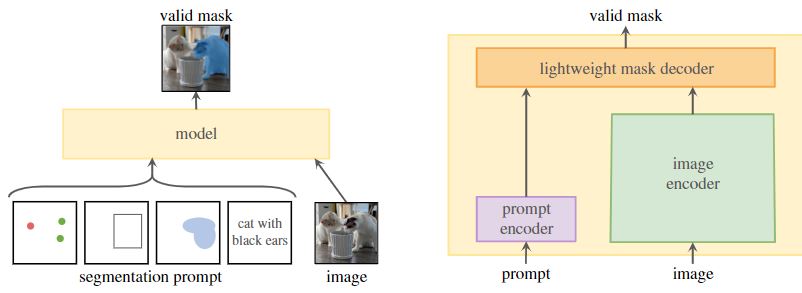 valid mask
model
cat with
black ears
segmentation prompt
image
valid mask
lightweight mask decoder
image
encoder
prompt
encoder
prompt
image